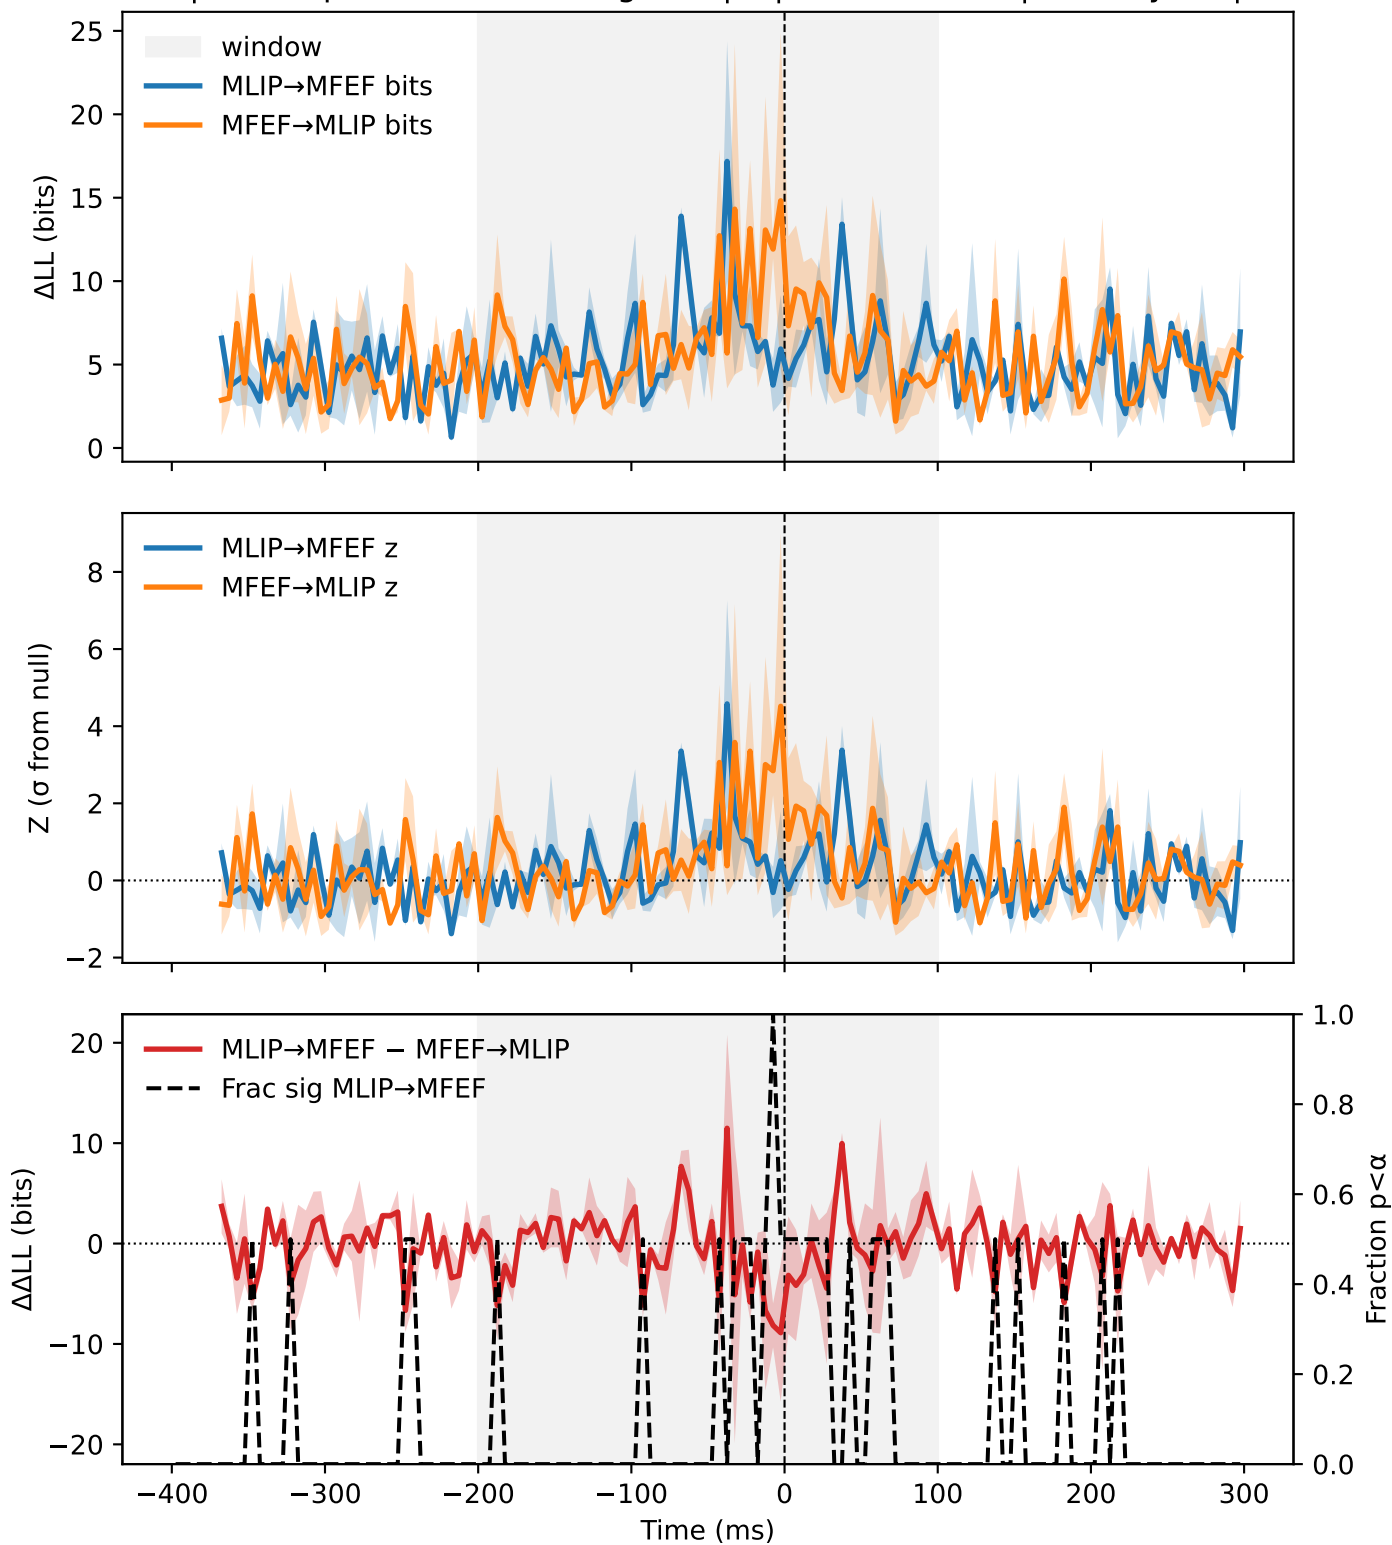 25
20
15
10
5
0
ΔLL (bits)
window
MLIP→MFEF bits
MFEF→MLIP bits
8
6
4
2
0
−2
Z (σ from null)
MLIP→MFEF z
MFEF→MLIP z
20
10
0
−10
−20
ΔΔLL (bits)
MLIP→MFEF − MFEF→MLIP
Frac sig MLIP→MFEF
1.0
0.8
0.6
0.4
0.2
0.0
Fraction p<α
−400 −300 −200 −100 0 100 200 300
Time (ms)